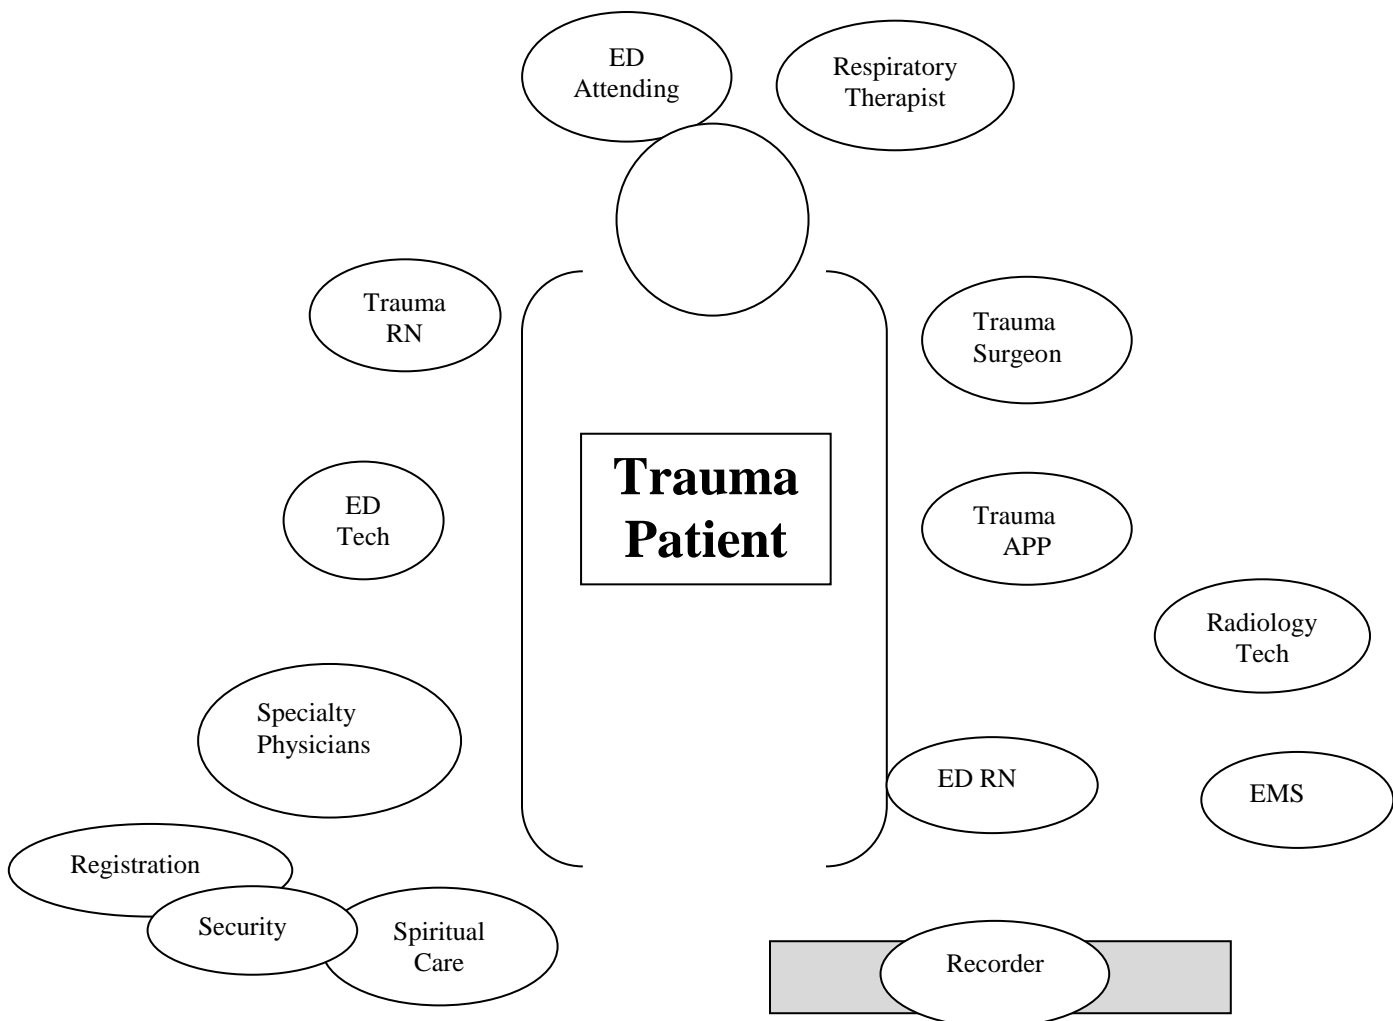 ED
Attending
Respiratory
Therapist
Trauma
RN
Trauma
Surgeon
Trauma
Patient
ED
Tech
Trauma
APP
Radiology
Tech
Specialty
Physicians
ED RN
EMS
Registration
Security
Spiritual
Care
Recorder